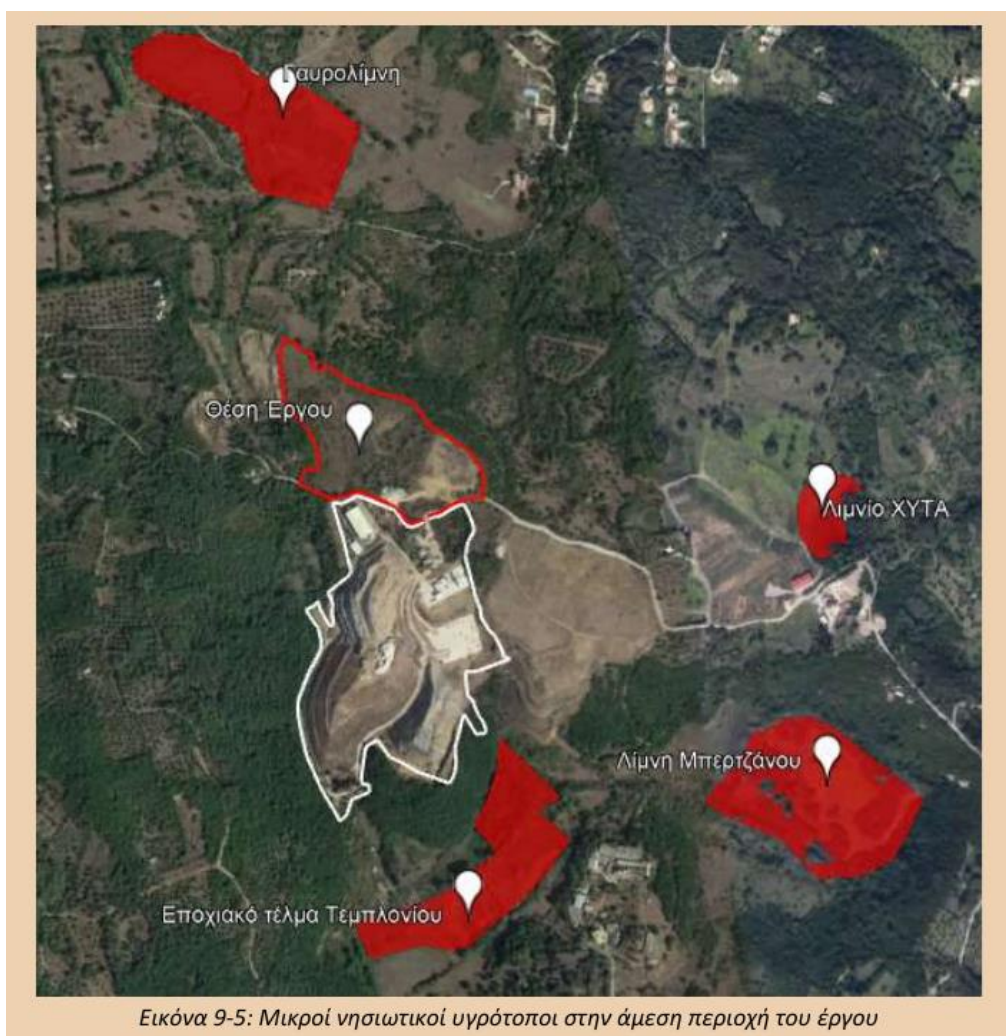 Γαυρολίμνη
Θέση Έργου
Λιμνίο ΧΥΤΑ
Λίμνη Μπερτζάνου
Εποχιακό τέλμα Τεμπλονίου
Εικόνα 9-5: Μικροί νησιωτικοί υγρότοποι στην άμεση περιοχή του έργου